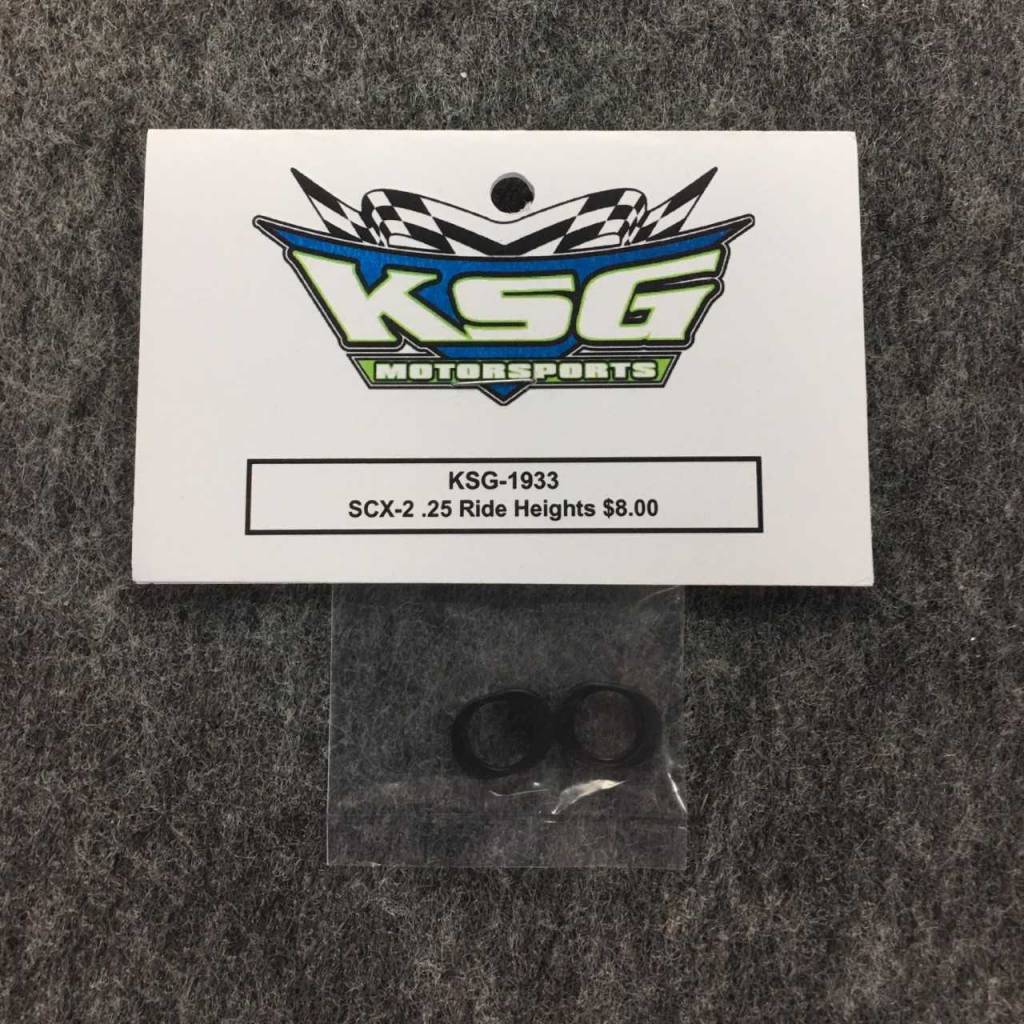 KSG
MOTORSPORTS
KSG-1933
SCX-2 .25 Ride Heights $8.00